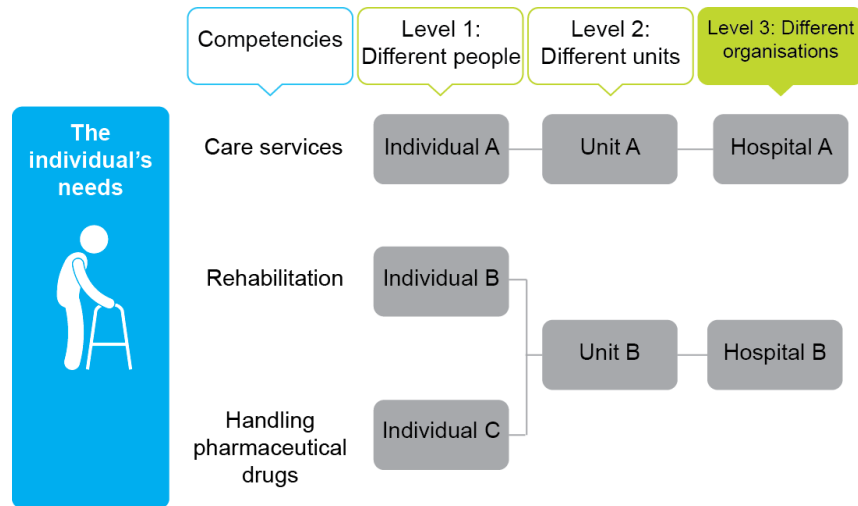 Competencies
Level 1:
Different people
Level 2:
Different units
Level 3: Different
organisations
The
individual's
needs
Care services
Individual A
Unit A
Hospital A
Rehabilitation
Individual B
Unit B
Hospital B
Handling
pharmaceutical
drugs
Individual C